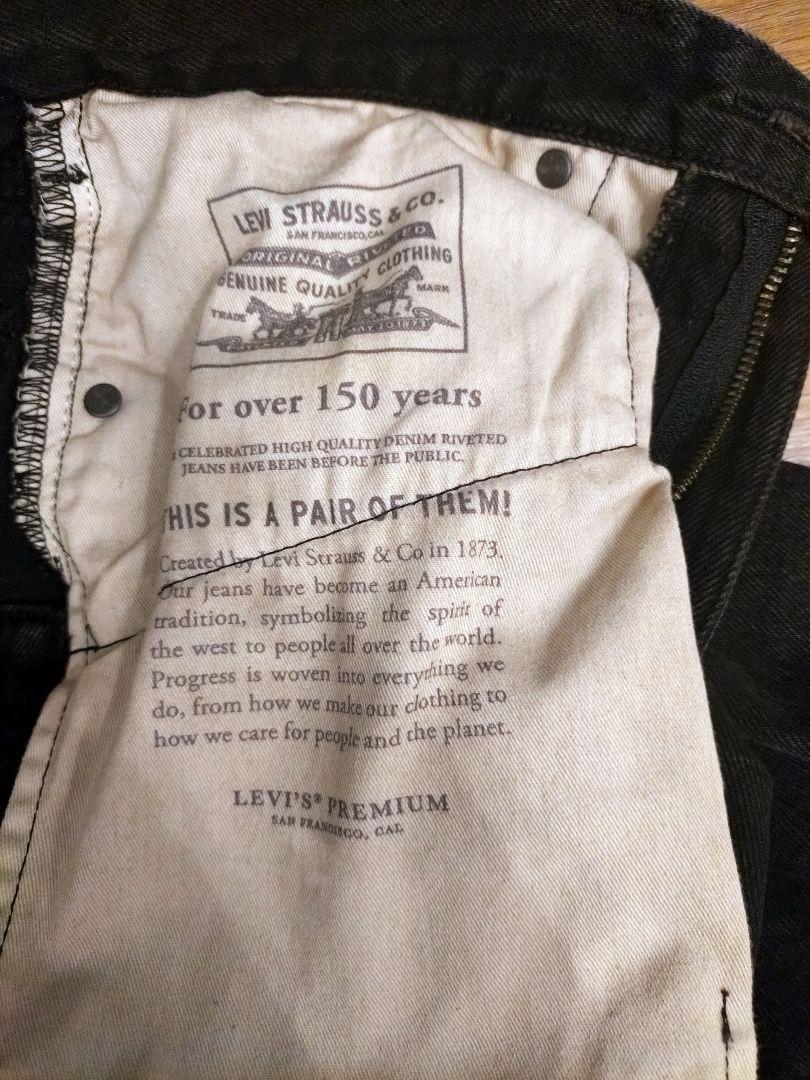 LEVI STRAUSS & CO.
SAN FRANCISCO, CAL
ORIGINAL RIVETED
GENUINE QUALITY CLOTHING
TRADE MARK
MAY 20 1873
For over 150 years
CELEBRATED HIGH QUALITY DENIM RIVETED
JEANS HAVE BEEN BEFORE THE PUBLIC.
THIS IS A PAIR OF THEM!
Created by Levi Strauss & Co in 1873.
Our jeans have become an American
tradition, symbolizing the spirit of
the west to people all over the world.
Progress is woven into everything we
do, from how we make our clothing to
how we care for people and the planet.
LEVI'S® PREMIUM
SAN FRANCISCO, CAL